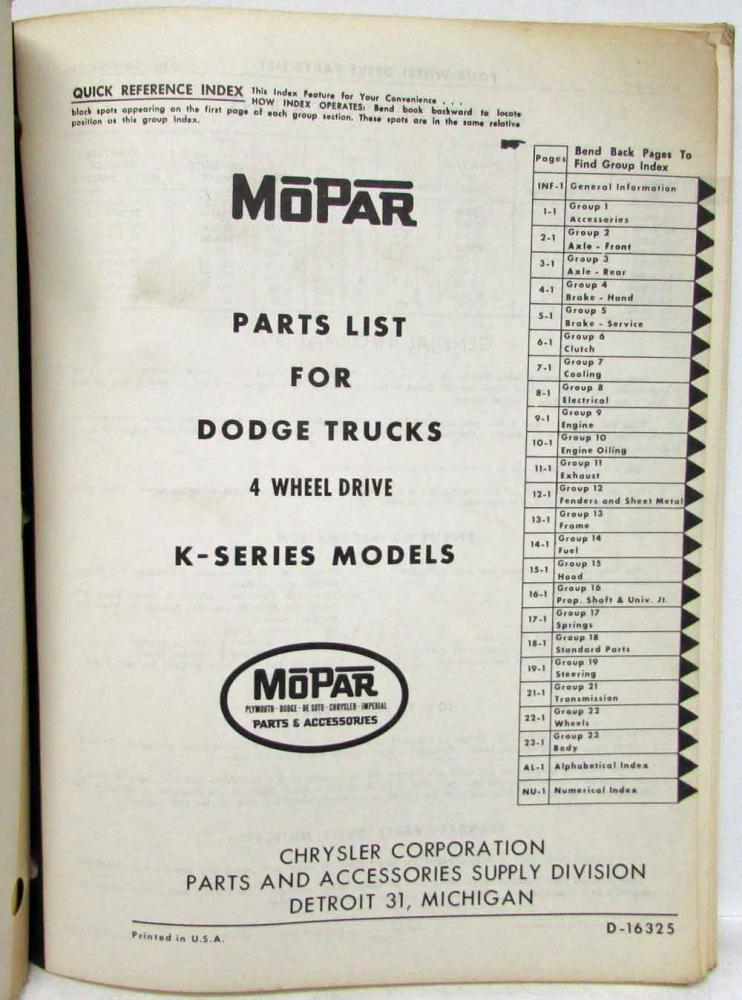 QUICK REFERENCE INDEX This Index Feature for Your Convenience . . .
HOW INDEX OPERATES: Bend book backward to locate
black spots appearing on the first page of each group section. These spots are in the same relative
position as this group index.
MOPAR
PARTS LIST
FOR
DODGE TRUCKS
4 WHEEL DRIVE
K-SERIES MODELS
MOPAR
PLYMOUTH - DODGE - DE SOTO - CHRYSLER - IMPERIAL
PARTS & ACCESSORIES
Pages Bend Back Pages To
Find Group Index
INF-1 General Information
1-1 Group 1
Accessories
2-1 Group 2
Axle - Front
3-1 Group 3
Axle - Rear
4-1 Group 4
Brake - Hand
5-1 Group 5
Brake - Service
6-1 Group 6
Clutch
7-1 Group 7
Cooling
8-1 Group 8
Electrical
9-1 Group 9
Engine
10-1 Group 10
Engine Oiling
11-1 Group 11
Exhaust
12-1 Group 12
Fenders and Sheet Metal
13-1 Group 13
Frame
14-1 Group 14
Fuel
15-1 Group 15
Hood
16-1 Group 16
Prop. Shaft & Univ. Jt.
17-1 Group 17
Springs
18-1 Group 18
Standard Parts
19-1 Group 19
Steering
21-1 Group 21
Transmission
22-1 Group 22
Wheels
23-1 Group 23
Body
AL-1 Alphabetical Index
NU-1 Numerical Index
CHRYSLER CORPORATION
PARTS AND ACCESSORIES SUPPLY DIVISION
DETROIT 31, MICHIGAN
Printed in U.S.A.
D-16325